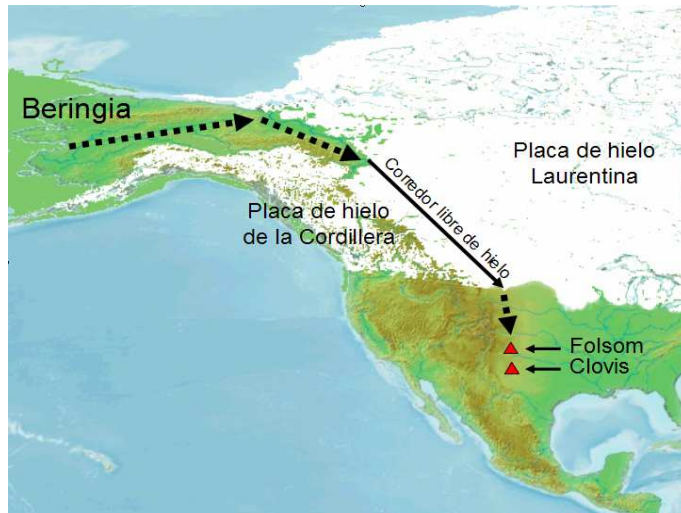 Beringia
Placa de hielo
Laurentina
Corredor libre de hielo
Placa de hielo
de la Cordillera
Folsom
Clovis